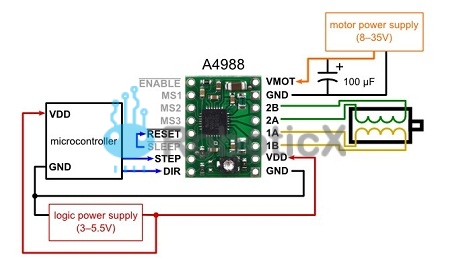 motor power supply
(8–35V)
A4988
ENABLE
VMOT
+
100 µF
MS1
GND
MS2
2B
MS3
2A
VDD
microcontroller
RESET
1A
SLEEP
1B
GND
STEP
VDD
DIR
GND
logic power supply
(3–5.5V)